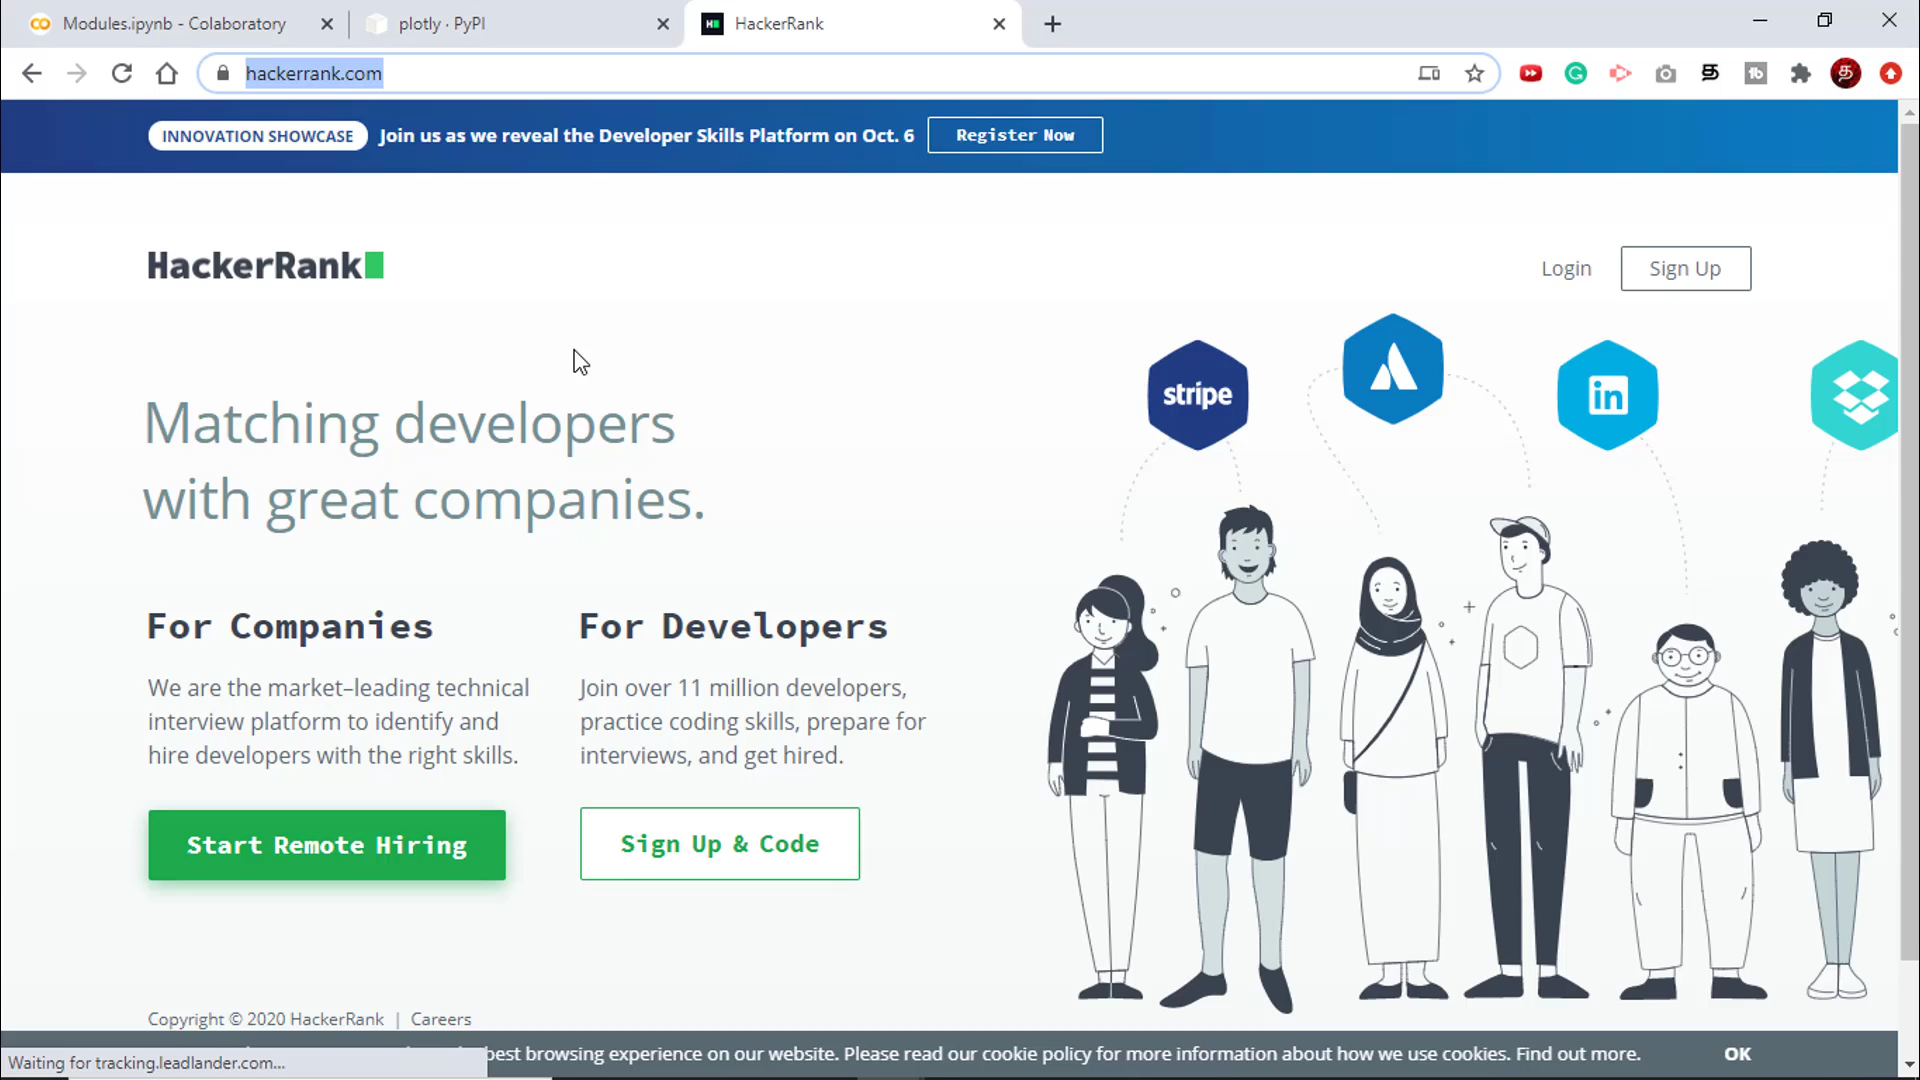 Modules.ipynb - Colaboratory
plotly · PyPI
HackerRank
hackerrank.com
INNOVATION SHOWCASE Join us as we reveal the Developer Skills Platform on Oct. 6 Register Now
HackerRank
Login Sign Up
stripe
in
Matching developers
with great companies.
For Companies
We are the market–leading technical
interview platform to identify and
hire developers with the right skills.
Start Remote Hiring
For Developers
Join over 11 million developers,
practice coding skills, prepare for
interviews, and get hired.
Sign Up & Code
Copyright © 2020 HackerRank | Careers
best browsing experience on our website. Please read our cookie policy for more information about how we use cookies. Find out more. OK
Waiting for tracking.leadlander.com...